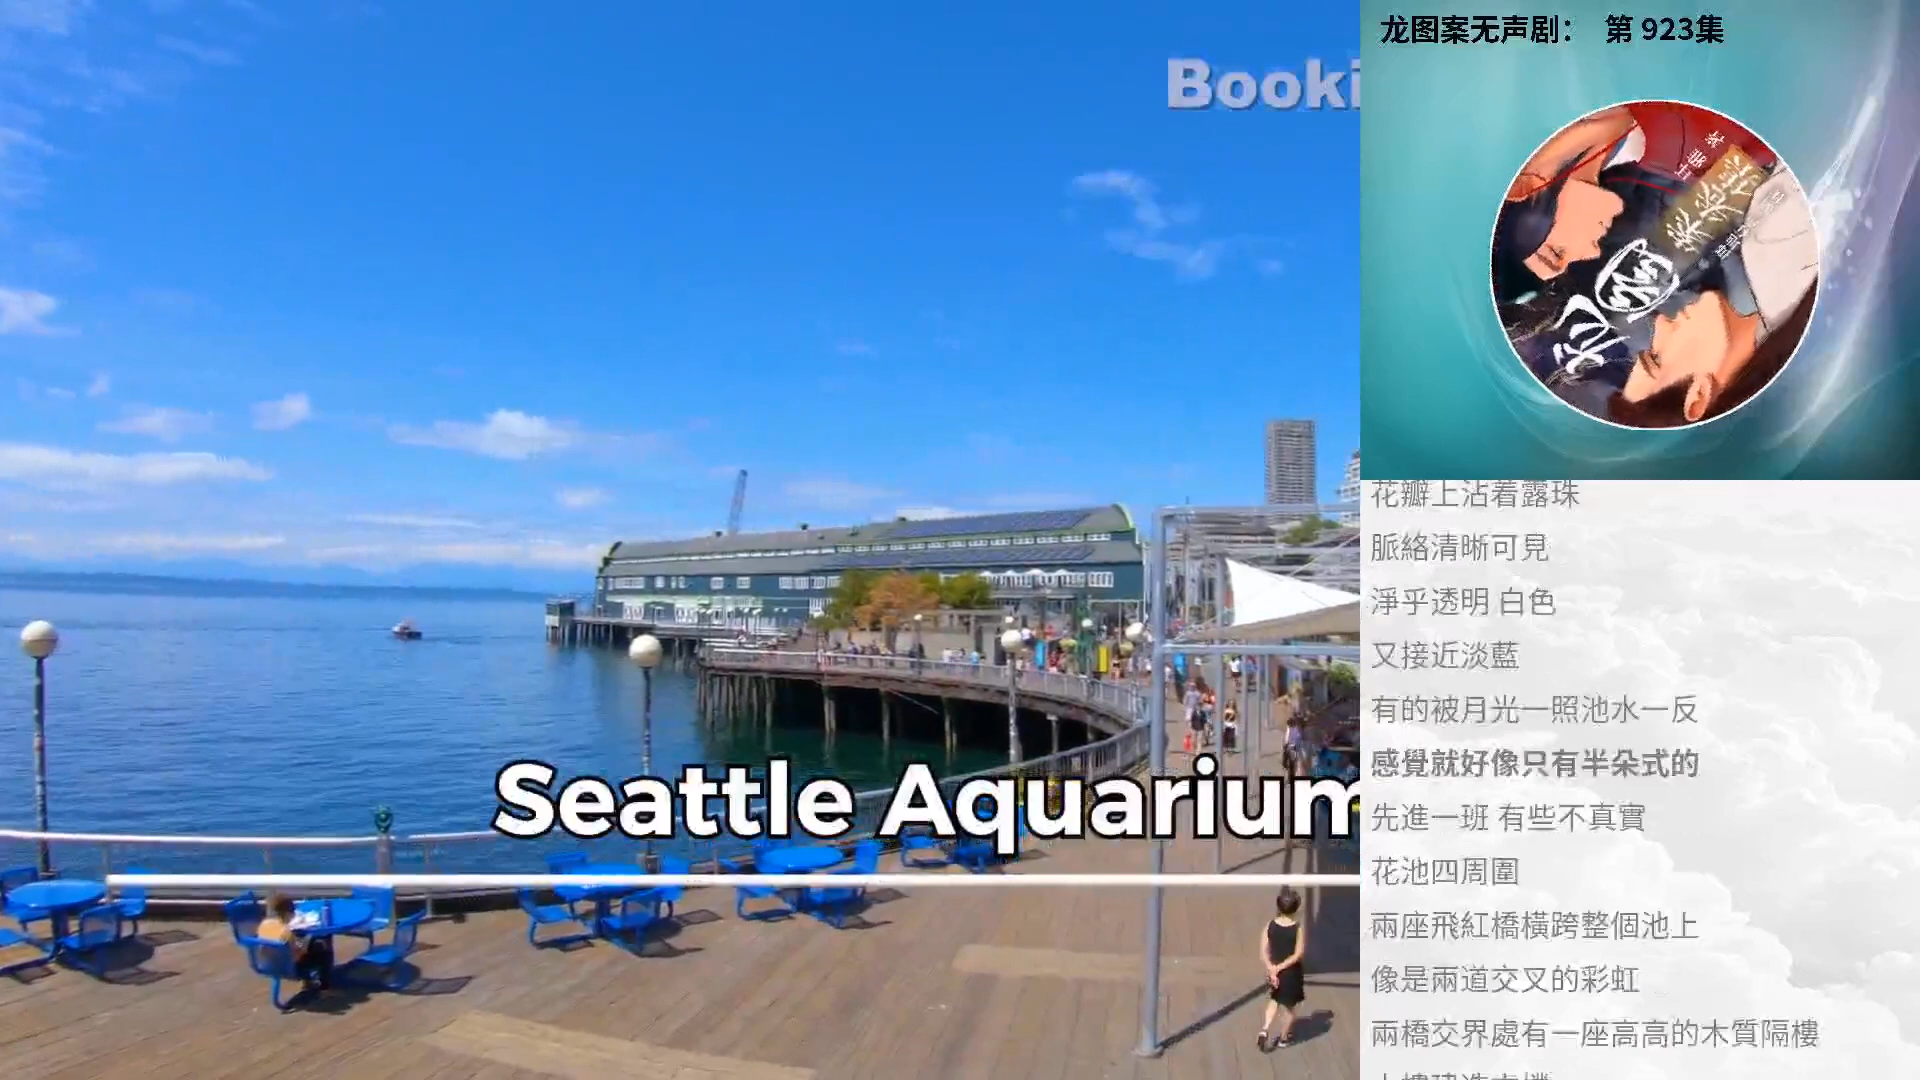 Booki
Seattle Aquarium
龙图案无声剧： 第 923集
花瓣上沾着露珠
脈絡清晰可見
淨乎透明 白色
又接近淡藍
有的被月光一照池水一反
感覺就好像只有半朵式的
先進一班 有些不真實
花池四周圍
兩座飛紅橋橫跨整個池上
像是兩道交叉的彩虹
兩橋交界處有一座高高的木質隔樓